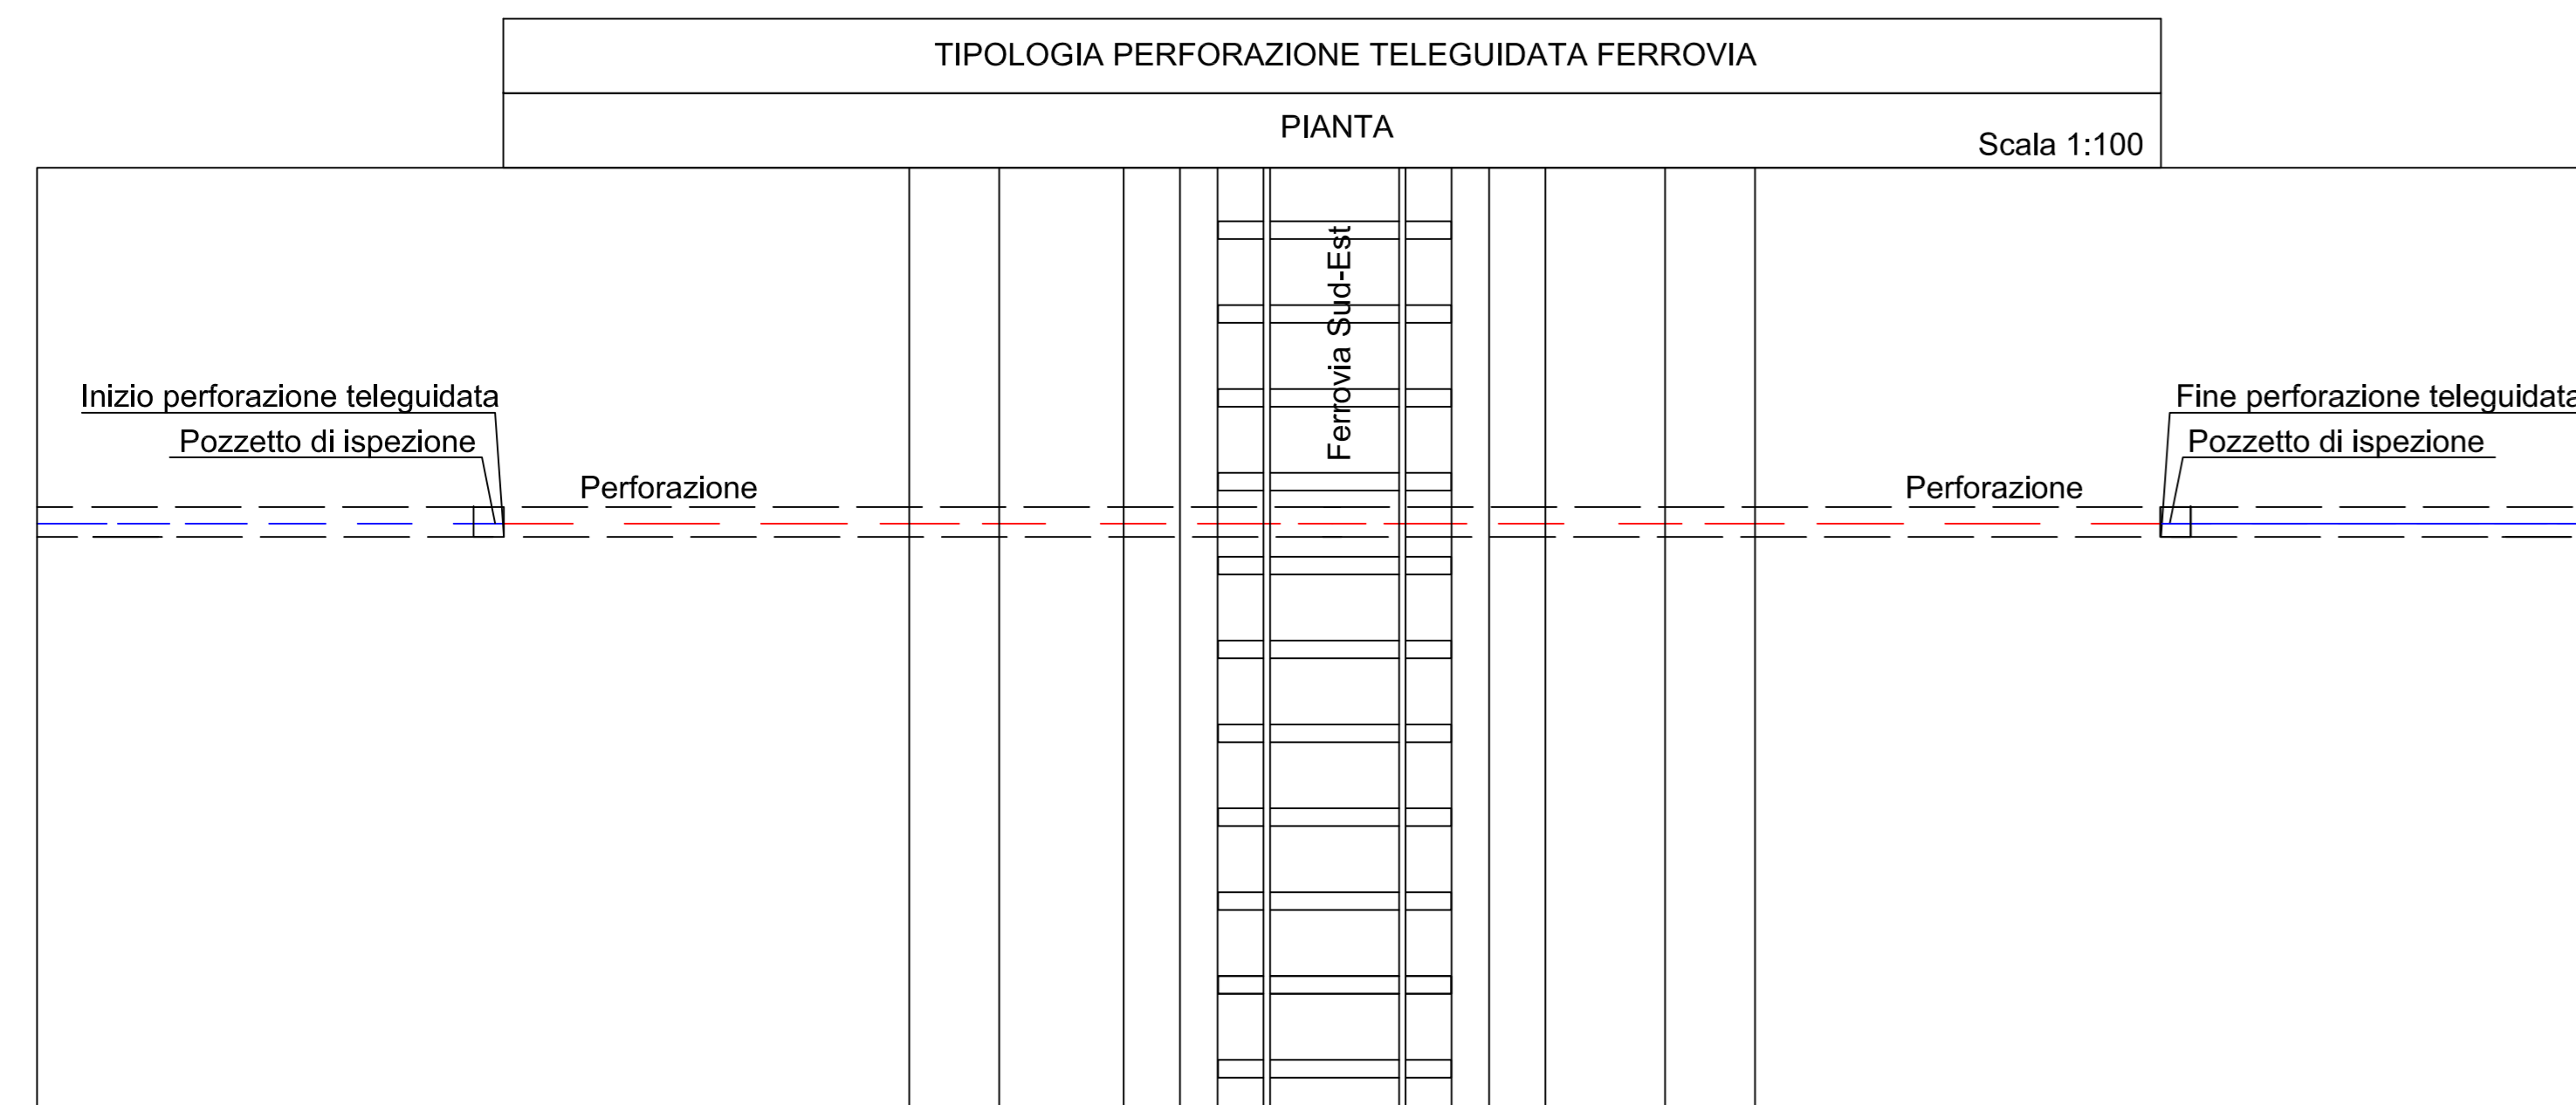 TIPOLOGIA PERFORAZIONE TELEGUIDATA FERROVIA
PIANTA
Scala 1:100
Ferrovia Sud-Est
Inizio perforazione teleguidata
Pozzetto di ispezione
Perforazione
Fine perforazione teleguidata
Pozzetto di ispezione
Perforazione